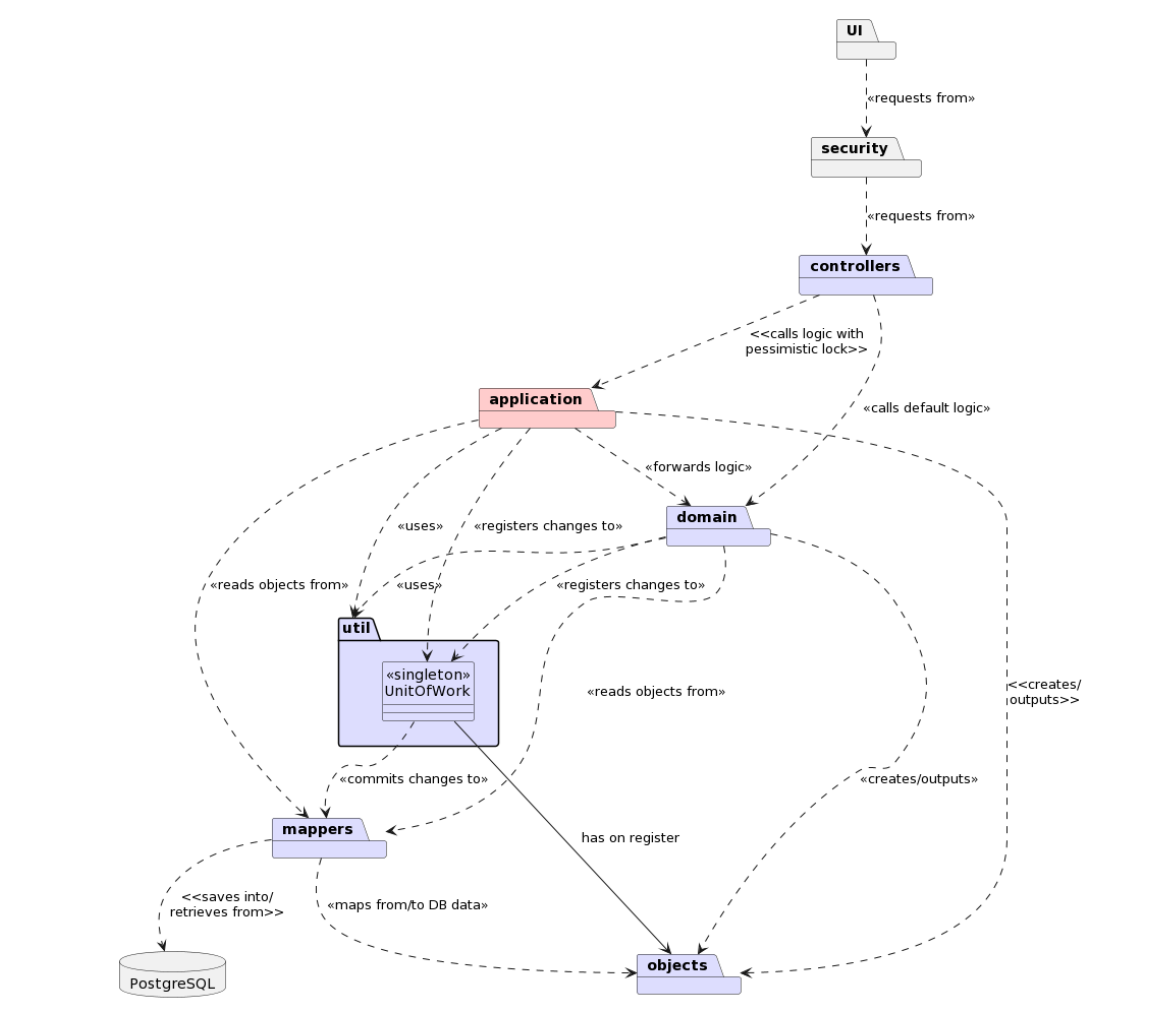 UI
«requests from»
security
«requests from»
controllers
<<calls logic with
pessimistic lock>>
application
«calls default logic»
«forwards logic»
domain
«uses»
«registers changes to»
«reads objects from»
«uses»
«registers changes to»
util
«singleton»
UnitOfWork
«reads objects from»
<<creates/
outputs>>
«commits changes to»
«creates/outputs»
mappers
has on register
<<saves into/
retrieves from>>
«maps from/to DB data»
objects
PostgreSQL